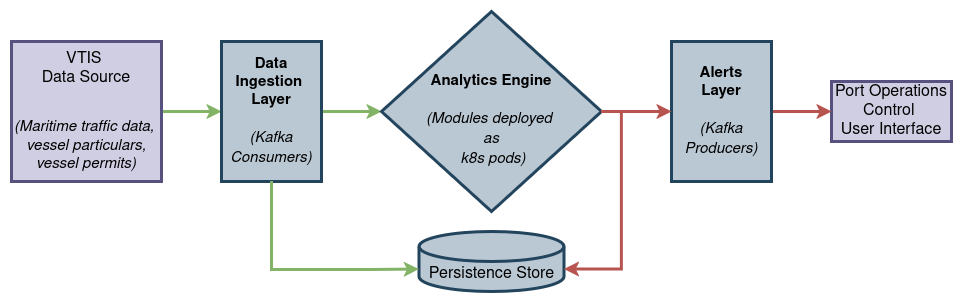 VTIS
Data Source
(Maritime traffic data,
vessel particulars,
vessel permits)
Data
Ingestion
Layer
(Kafka
Consumers)
Analytics Engine
(Modules deployed
as
k8s pods)
Alerts
Layer
(Kafka
Producers)
Port Operations
Control
User Interface
Persistence Store